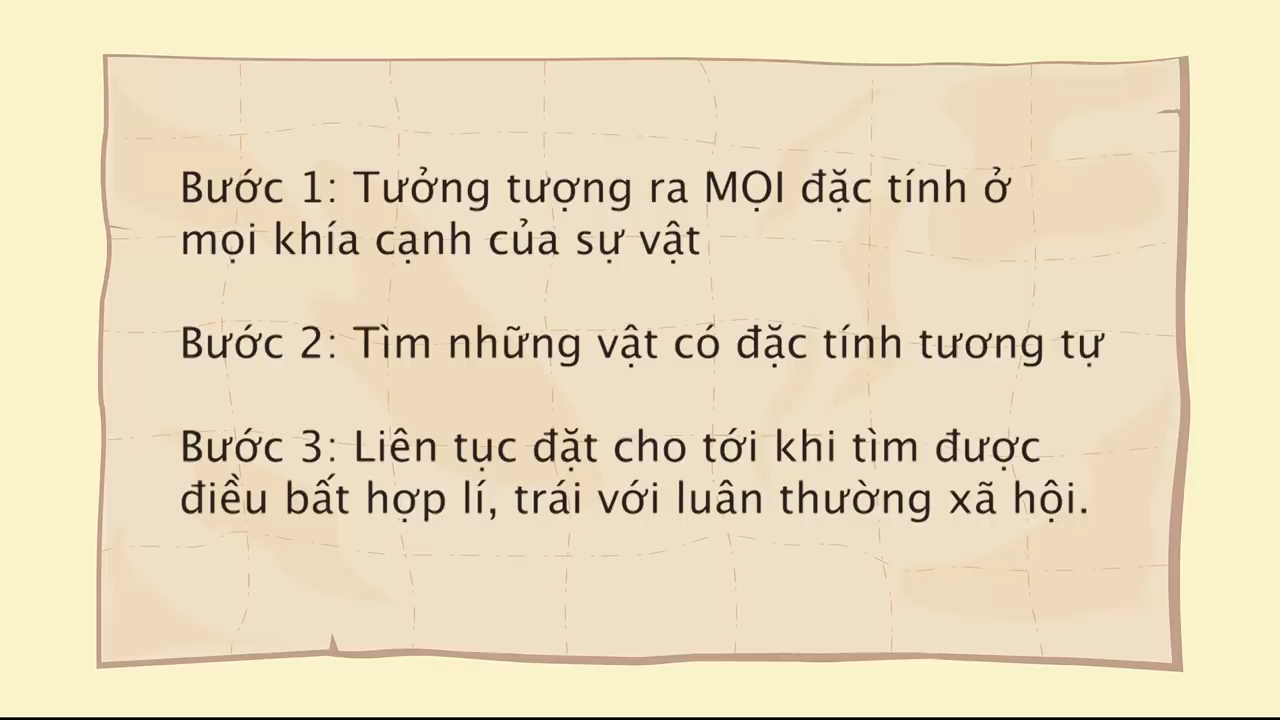 Bước 1: Tưởng tượng ra MỌI đặc tính ở
mọi khía cạnh của sự vật
Bước 2: Tìm những vật có đặc tính tương tự
Bước 3: Liên tục đặt cho tới khi tìm được
điều bất hợp lí, trái với luân thường xã hội.